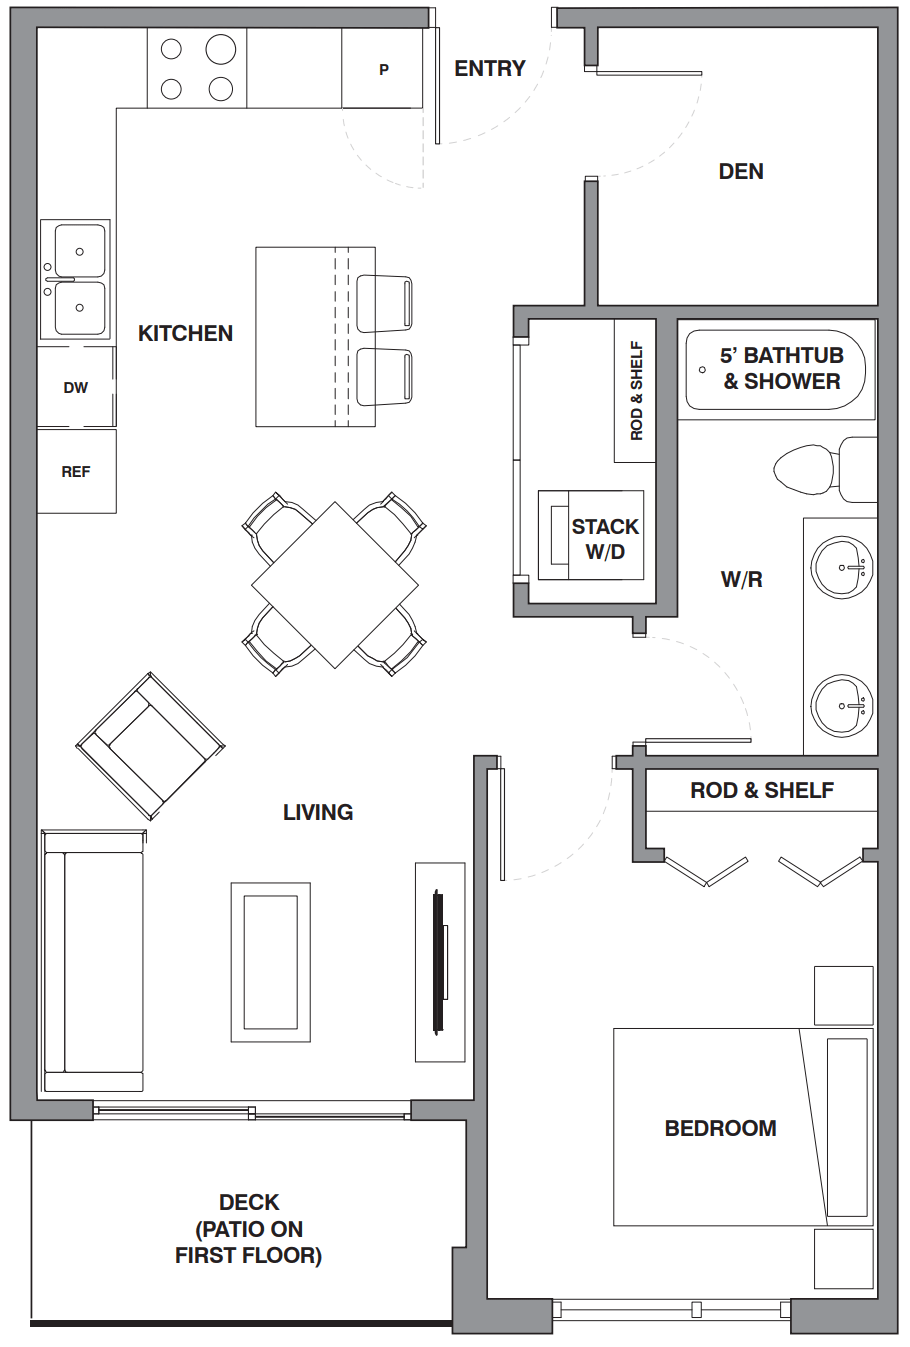 P
ENTRY
DEN
KITCHEN
ROD & SHELF
5’ BATHTUB
& SHOWER
DW
REF
STACK
W/D
W/R
ROD & SHELF
LIVING
BEDROOM
DECK
(PATIO ON
FIRST FLOOR)